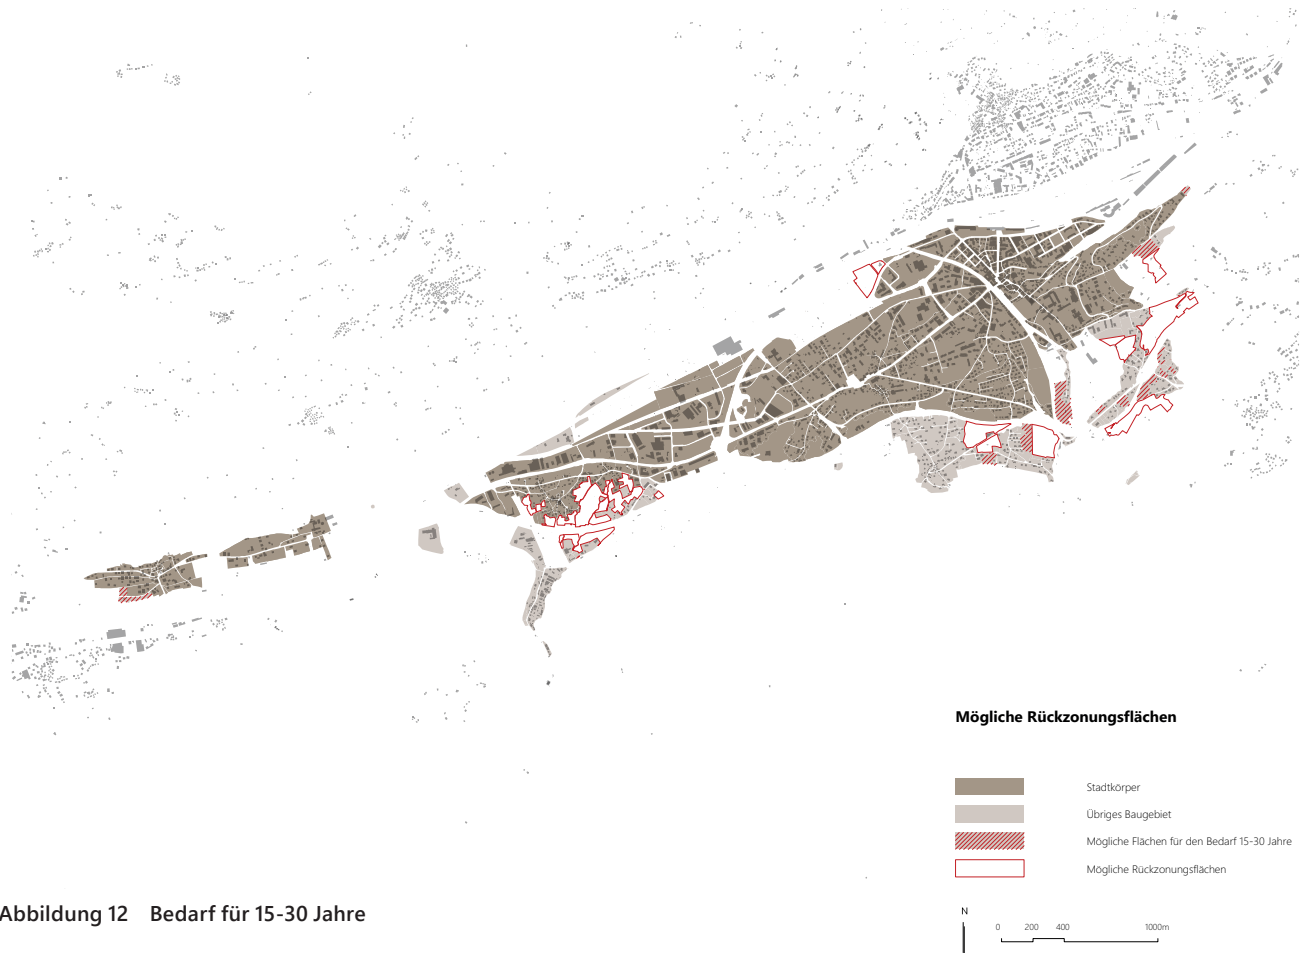 Mögliche Rückzonungsflächen
Stadtkörper
Übriges Baugebiet
Mögliche Flächen für den Bedarf 15-30 Jahre
Mögliche Rückzonungsflächen
Abbildung 12 Bedarf für 15-30 Jahre
N
0 200 400 1000m